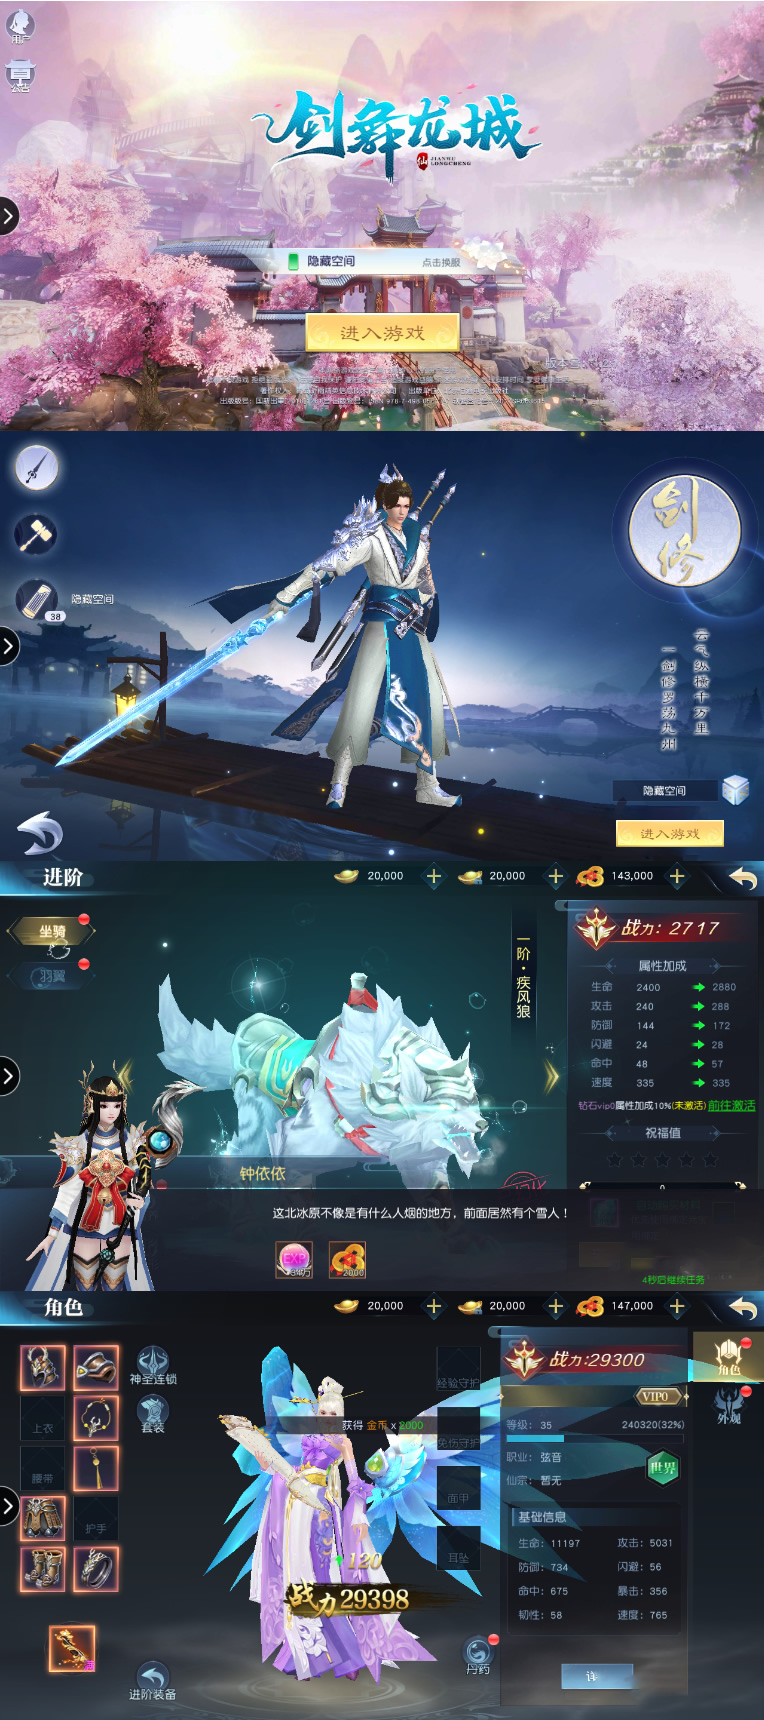 用户
公告
剑舞龙城
仙
JIANWU
LONGCHENG
隐藏空间
点击换服
进入游戏
剑修
隐藏空间
38
云气纵横千万里
一剑修罗荡九州
隐藏空间
进入游戏
进阶
20,000
20,000
143,000
坐骑
羽翼
一阶·疾风狼
战力：2717
属性加成
生命 2400 2880
攻击 240 288
防御 144 172
闪避 24 28
命中 48 57
速度 335 335
钻石vip0属性加成10%(未激活) 前往激活
祝福值
0
钟依依
这北冰原不像是有什么人烟的地方，前面居然有个雪人！
EXP
2000
4秒后继续任务
角色
20,000
20,000
147,000
神圣连锁
上衣
套装
腰带
护手
进阶装备
经验守护
免伤守护
面甲
耳坠
丹药
获得 金币 x 2000
120
战力29398
战力:29300
VIP0
等级： 35
240320(32%)
职业： 弦音
仙宗： 暂无
世界
基础信息
生命： 11197 攻击： 5031
防御： 734 闪避： 56
命中： 675 暴击： 356
韧性： 58 速度： 765
详
角色
外观